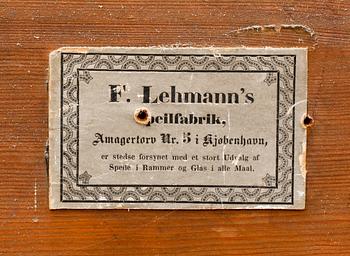 F. Lehmann's
Speilfabrik.
Amagertorv Nr. 5 i Kjøbenhavn,
er stedse forsynet med et stort Udvalg af
Speile i Rammer og Glas i alle Maal.